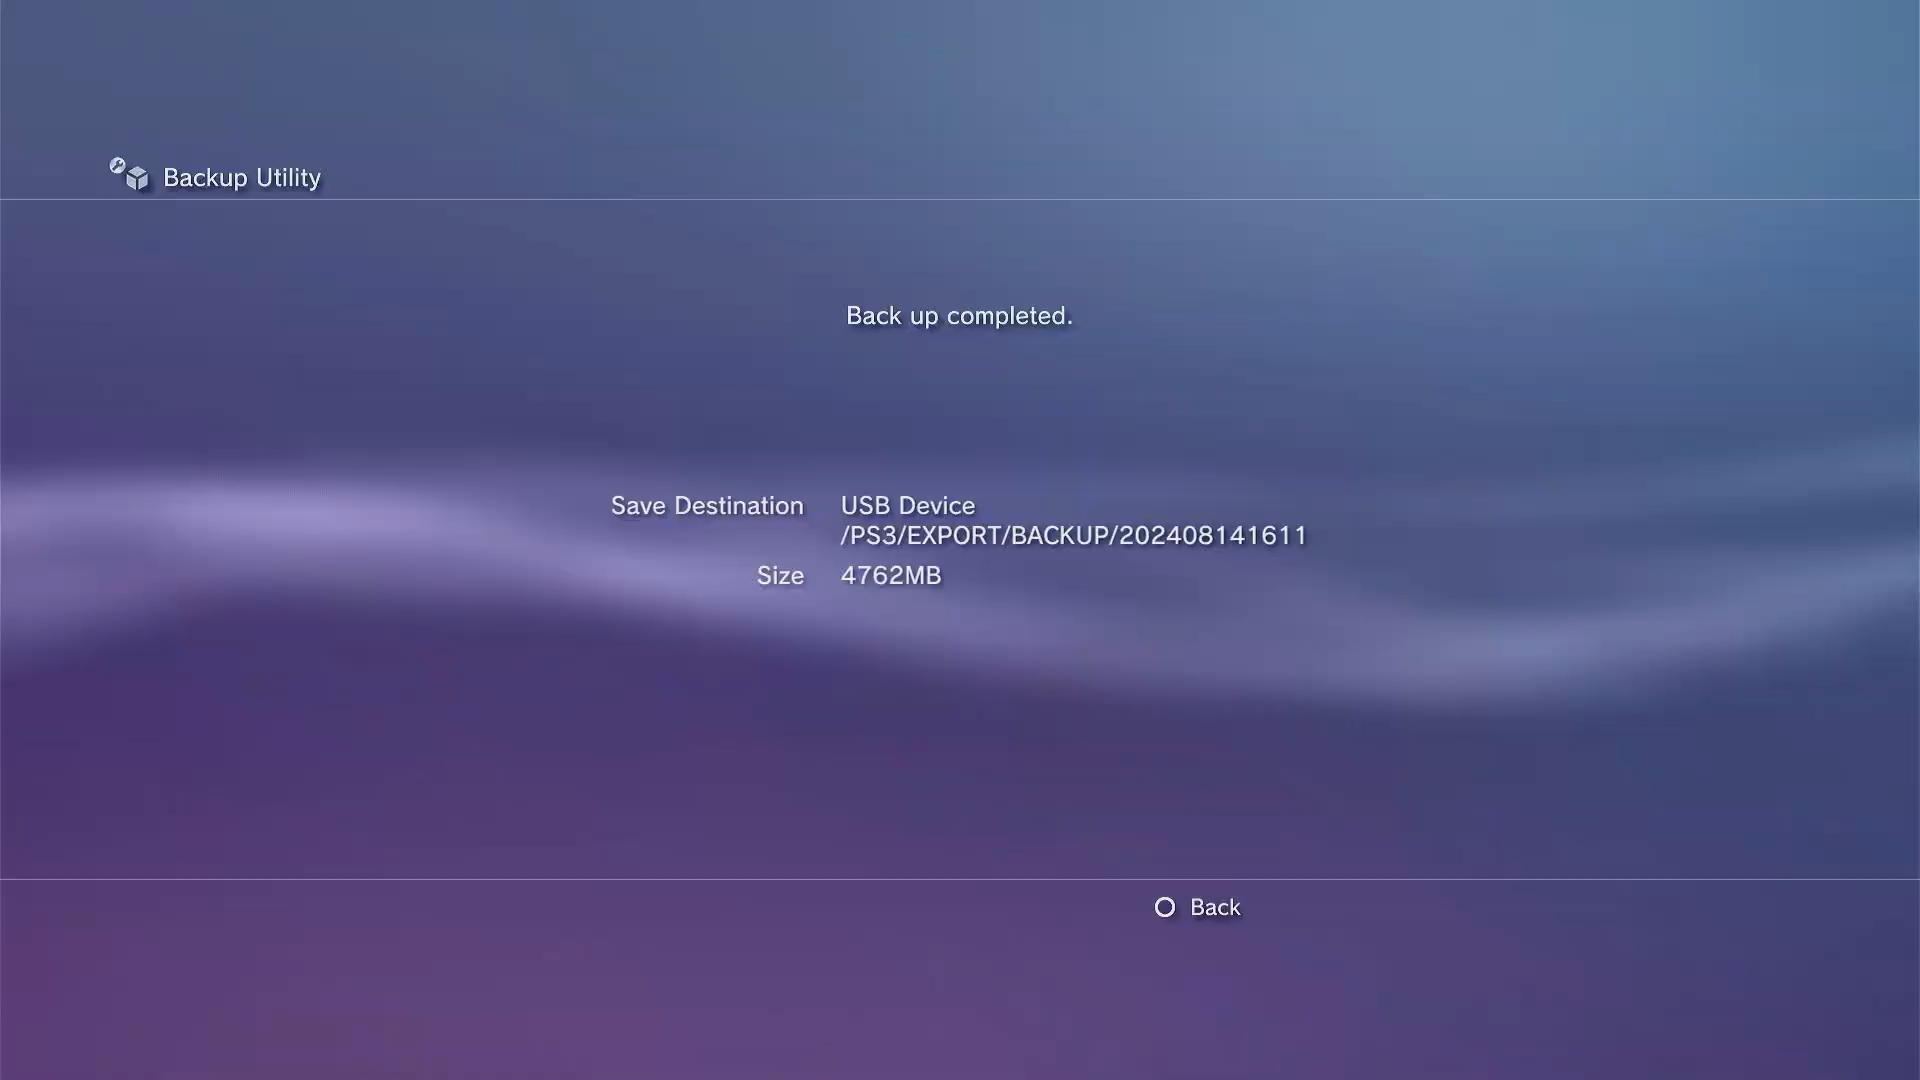 Backup Utility
Back up completed.
Save Destination USB Device
/PS3/EXPORT/BACKUP/202408141611
Size 4762MB
Back